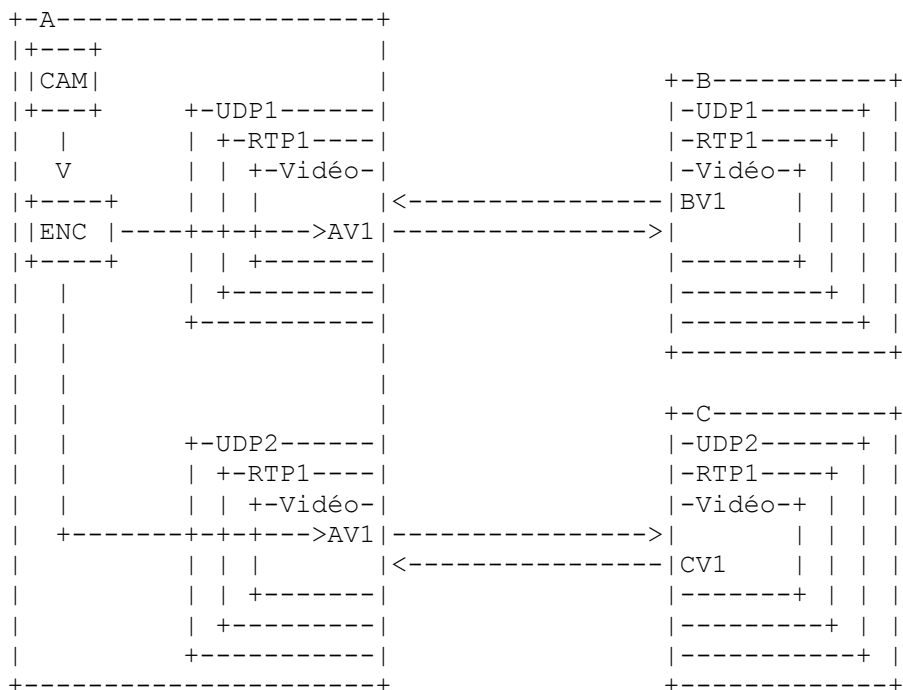 +-A---------------------+
|+---+                  |
||CAM|                  |                  +-B-----------+
|+---+     +-UDP1------|                  |-UDP1------+ |
|  |       | +-RTP1----|                  |-RTP1----+ | |
|  V       | | +-Vidéo-|                  |-Vidéo-+ | | |
|+----+    | | |       |<-----------------|BV1    | | | |
||ENC |----+-+-+--->AV1|----------------->|       | | | |
|+----+    | | +-------|                  |-------+ | | |
|  |       | +---------|                  |---------+ | |
|  |       +-----------|                  |-----------+ |
|  |                   |                  +-------------+
|  |                   |
|  |                   |                  +-C-----------+
|  |       +-UDP2------|                  |-UDP2------+ |
|  |       | +-RTP1----|                  |-RTP1----+ | |
|  |       | | +-Vidéo-|                  |-Vidéo-+ | | |
|  +-------+-+-+--->AV1|----------------->|       | | | |
|          | | |       |<-----------------|CV1    | | | |
|          | | +-------|                  |-------+ | | |
|          | +---------|                  |---------+ | |
|          +-----------|                  |-----------+ |
+-----------------------+                  +-------------+